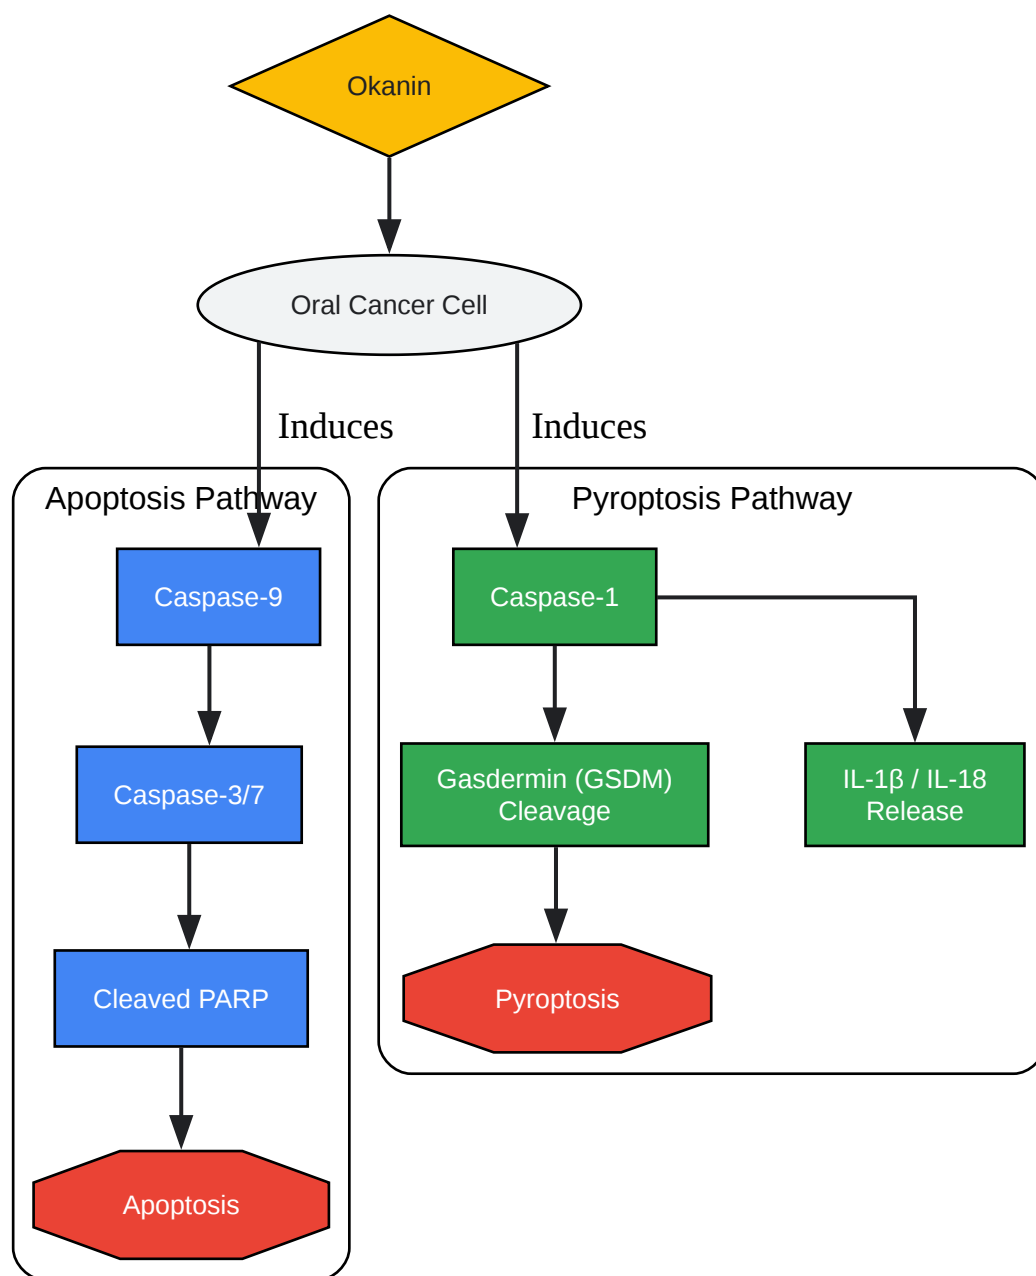 Okanin
Oral Cancer Cell
Induces
Induces
Apoptosis Pathway
Caspase-9
Caspase-3/7
Cleaved PARP
Apoptosis
Pyroptosis Pathway
Caspase-1
Gasdermin (GSDM)
Cleavage
IL-1β / IL-18
Release
Pyroptosis